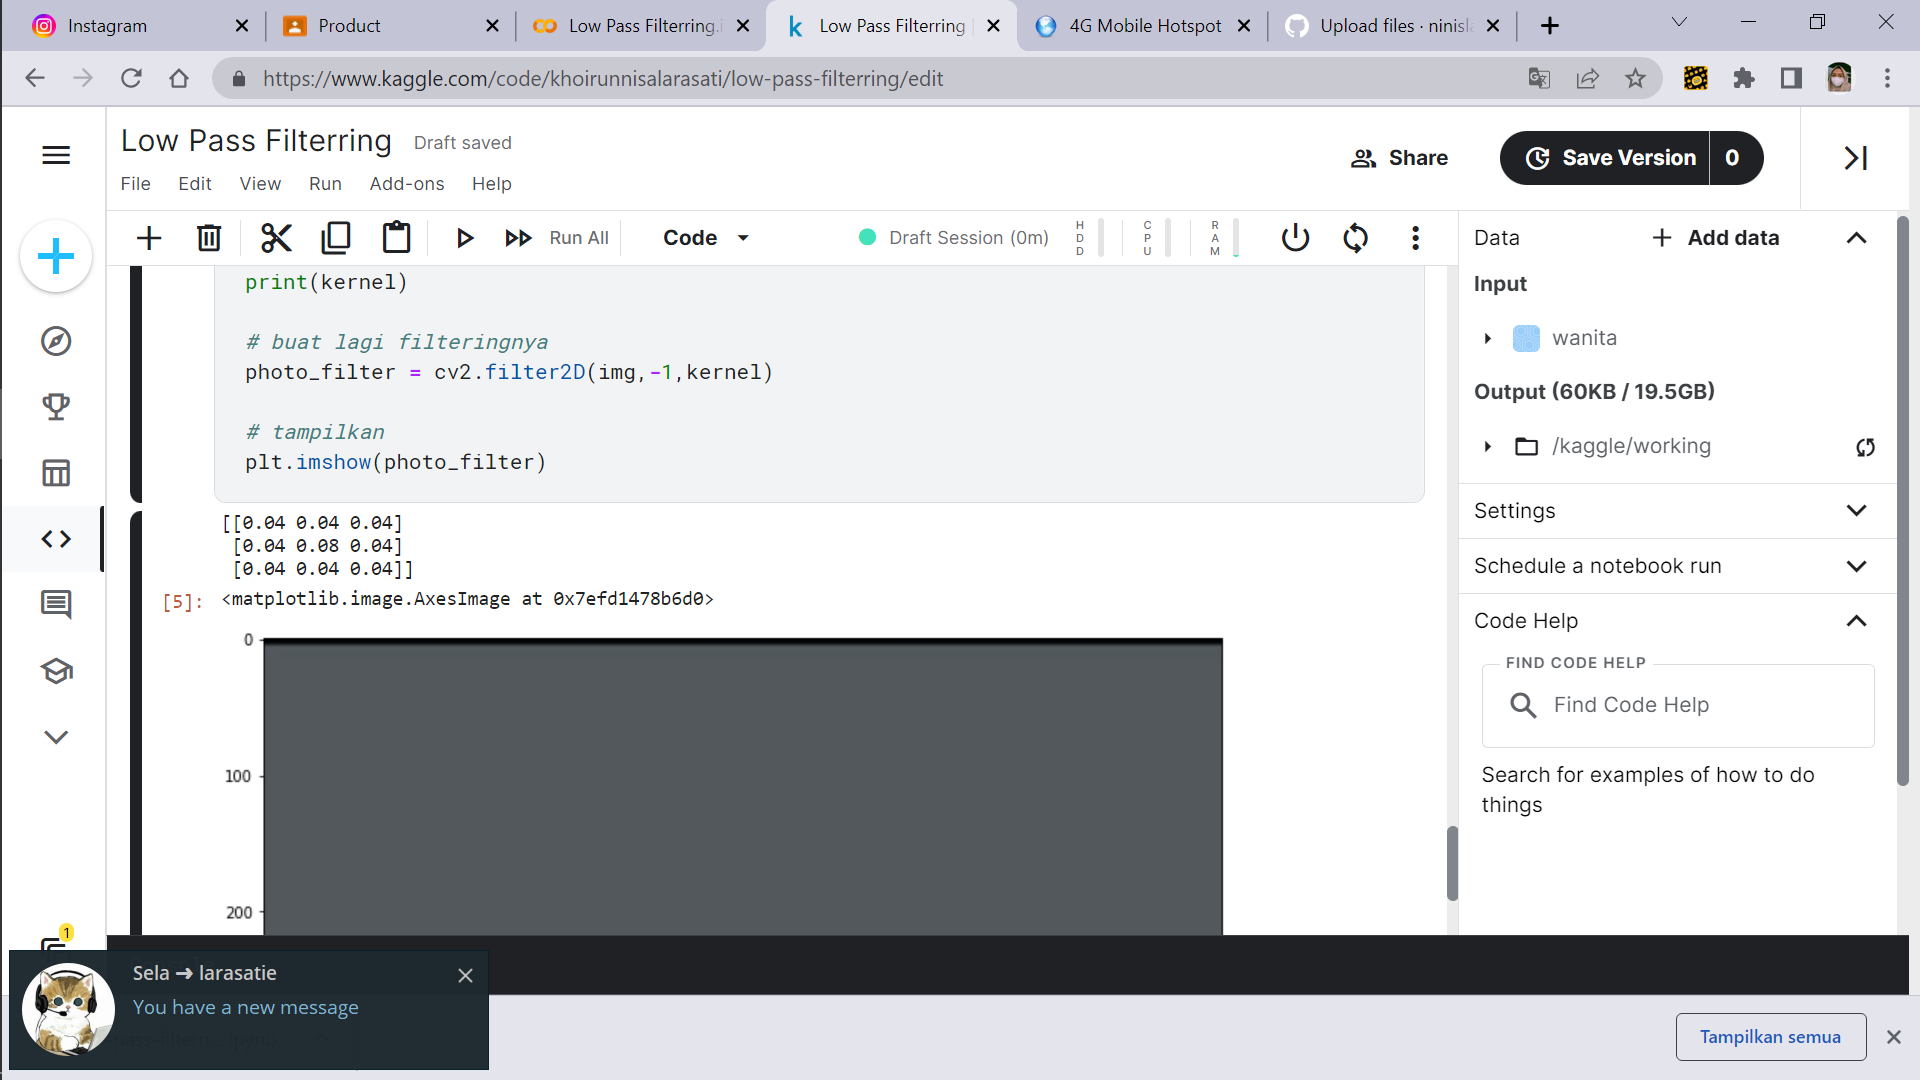 Instagram
Product
Low Pass Filterring.i
Low Pass Filterring
4G Mobile Hotspot
Upload files · ninisla
https://www.kaggle.com/code/khoirunnisalarasati/low-pass-filterring/edit
Low Pass Filterring
Draft saved
Share
Save Version
0
File
Edit
View
Run
Add-ons
Help
Run All
Code
Draft Session (0m)
HDD
CPU
RAM
print(kernel)
# buat lagi filteringnya
photo_filter = cv2.filter2D(img,-1,kernel)
# tampilkan
plt.imshow(photo_filter)
[[0.04 0.04 0.04]
[0.04 0.08 0.04]
[0.04 0.04 0.04]]
[5]:
<matplotlib.image.AxesImage at 0x7efd1478b6d0>
0
100
200
Data
Add data
Input
wanita
Output (60KB / 19.5GB)
/kaggle/working
Settings
Schedule a notebook run
Code Help
FIND CODE HELP
Find Code Help
Search for examples of how to do
things
1
Sela ➜ larasatie
You have a new message
Tampilkan semua